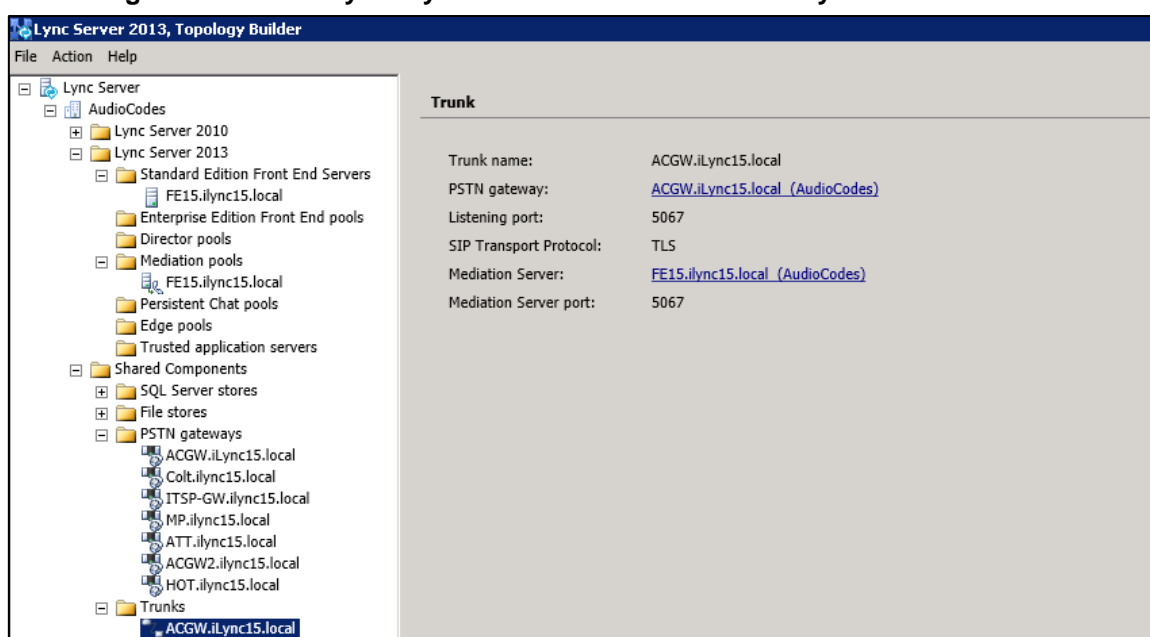 Lync Server 2013, Topology Builder
File Action Help
Lync Server
AudioCodes
Lync Server 2010
Lync Server 2013
Standard Edition Front End Servers
FE15.ilync15.local
Enterprise Edition Front End pools
Director pools
Mediation pools
FE15.ilync15.local
Persistent Chat pools
Edge pools
Trusted application servers
Shared Components
SQL Server stores
File stores
PSTN gateways
ACGW.iLync15.local
Colt.ilync15.local
ITSP-GW.ilync15.local
MP.ilync15.local
ATT.ilync15.local
ACGW2.ilync15.local
HOT.ilync15.local
Trunks
ACGW.iLync15.local
Trunk
Trunk name: ACGW.iLync15.local
PSTN gateway: ACGW.iLync15.local (AudioCodes)
Listening port: 5067
SIP Transport Protocol: TLS
Mediation Server: FE15.ilync15.local (AudioCodes)
Mediation Server port: 5067